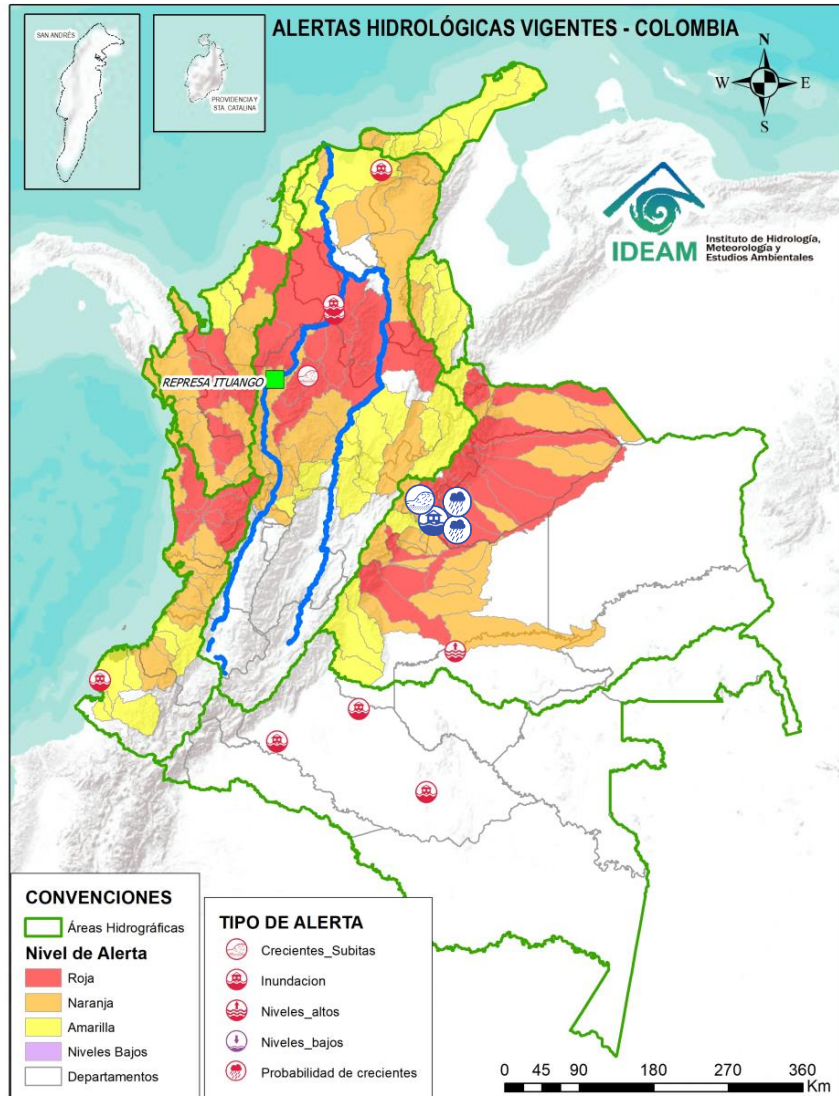 ALERTAS HIDROLÓGICAS VIGENTES - COLOMBIA
SAN ANDRÉS
PROVIDENCIA Y
STA. CATALINA
N
W
E
S
IDEAM
Instituto de Hidrología,
Meteorología y
Estudios Ambientales
REPRESA ITUANGO
CONVENCIONES
Áreas Hidrográficas
Nivel de Alerta
Roja
Naranja
Amarilla
Niveles Bajos
Departamentos
TIPO DE ALERTA
Crecientes_Subitas
Inundacion
Niveles_altos
Niveles_bajos
Probabilidad de crecientes
0 45 90 180 270 360
Km